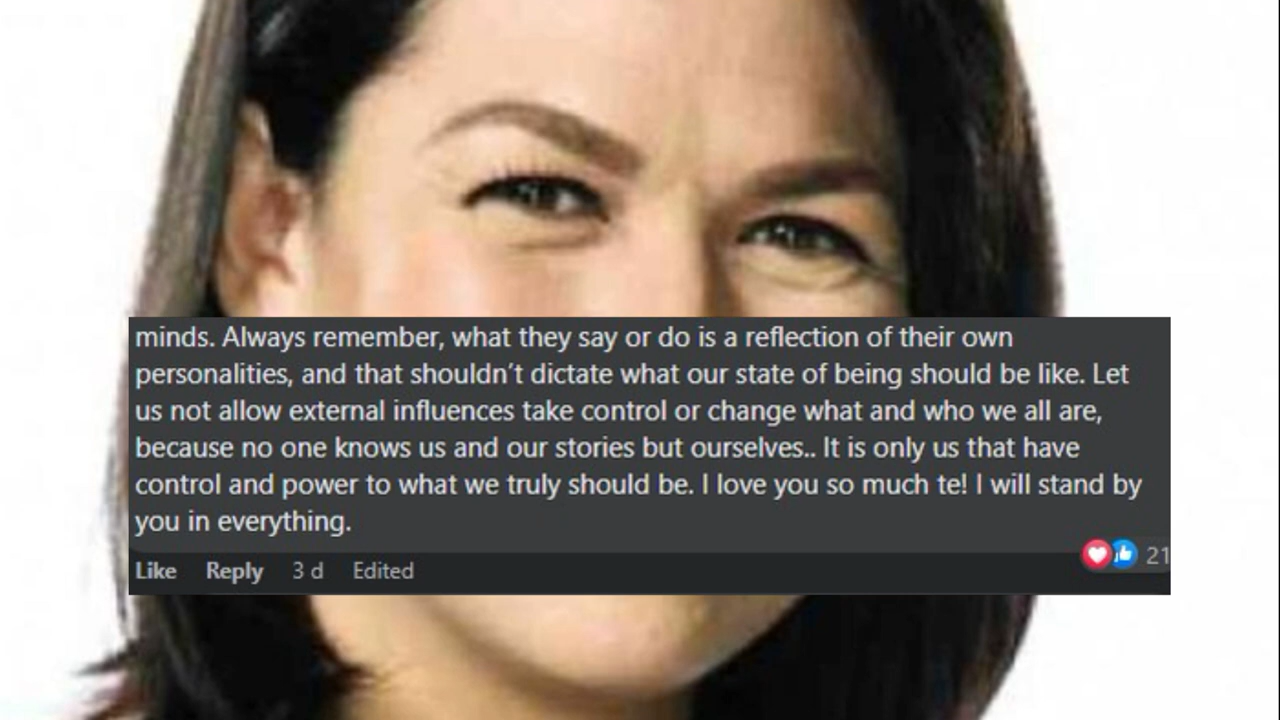 minds. Always remember, what they say or do is a reflection of their own
personalities, and that shouldn't dictate what our state of being should be like. Let
us not allow external influences take control or change what and who we all are,
because no one knows us and our stories but ourselves.. It is only us that have
control and power to what we truly should be. I love you so much te! I will stand by
you in everything.
Like Reply 3 d Edited 21